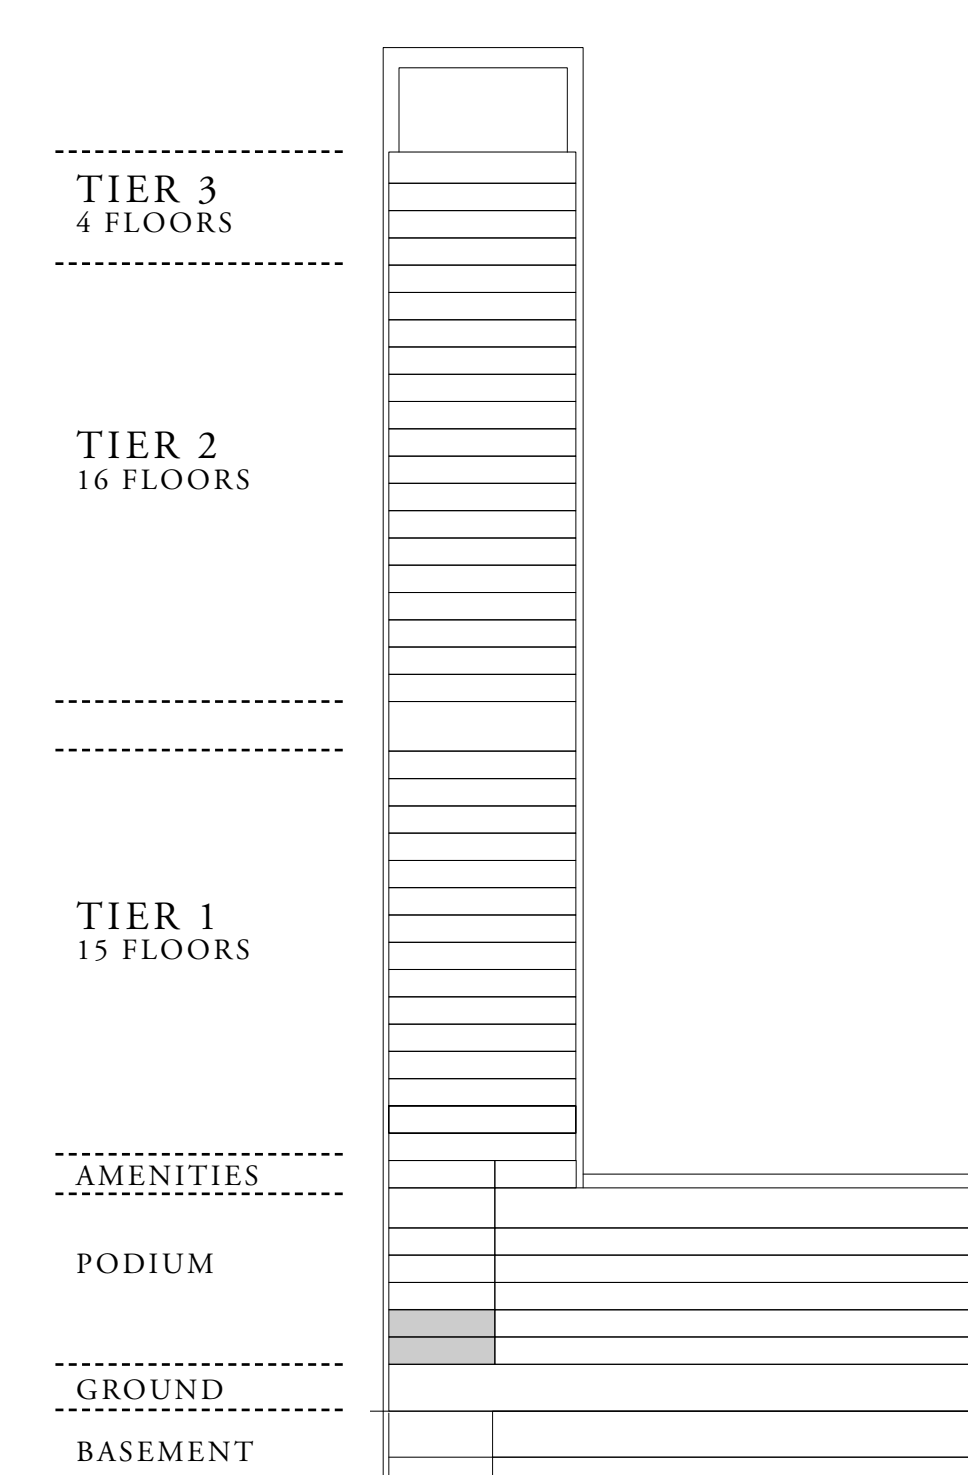 TIER 3
4 FLOORS
TIER 2
16 FLOORS
TIER 1
15 FLOORS
AMENITIES
PODIUM
GROUND
BASEMENT